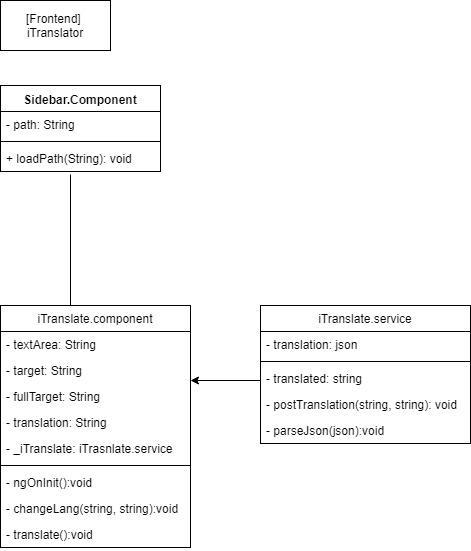 [Frontend]
iTranslator
Sidebar.Component
- path: String
+ loadPath(String): void
iTranslate.component
- textArea: String
- target: String
- fullTarget: String
- translation: String
- _iTranslate: iTrasnlate.service
- ngOnInit():void
- changeLang(string, string):void
- translate():void
iTranslate.service
- translation: json
- translated: string
- postTranslation(string, string): void
- parseJson(json):void